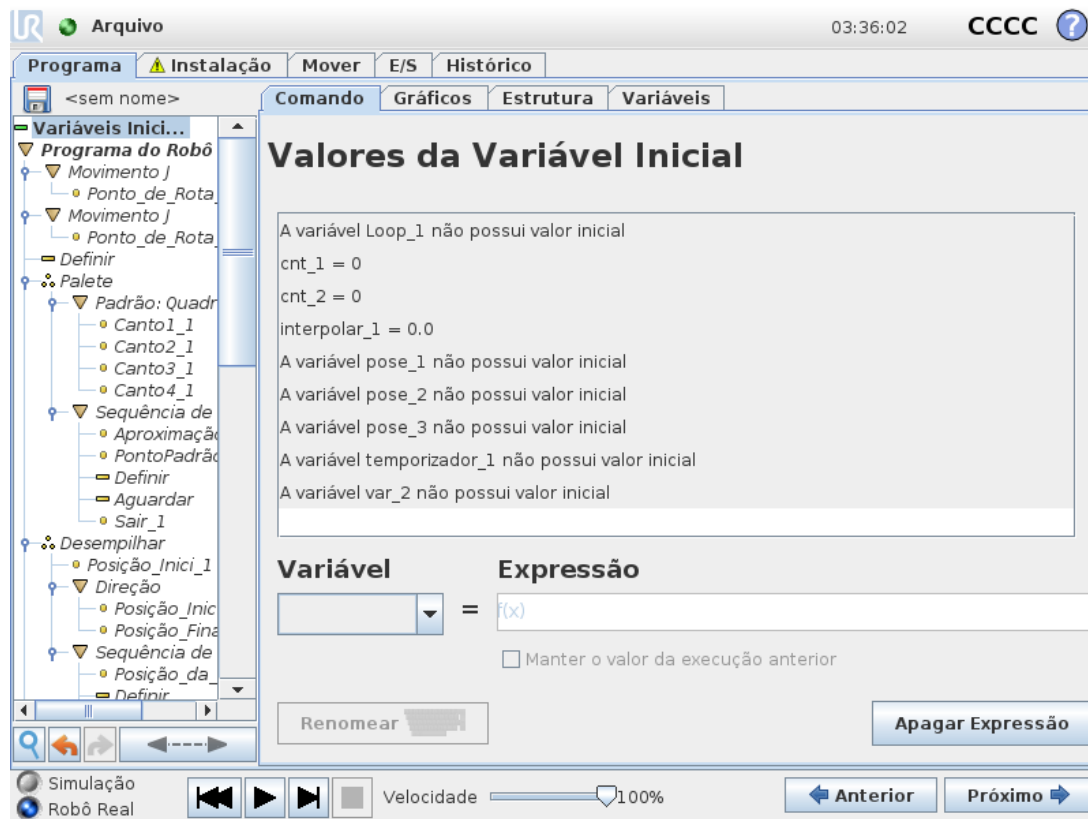 UR Arquivo 03:36:02 CCCC ?
Programa Instalação Mover E/S Histórico
<sem nome> Comando Gráficos Estrutura Variáveis
Variáveis Inici...
Programa do Robô
Movimento J
Ponto_de_Rota_
Movimento J
Ponto_de_Rota_
Definir
Palete
Padrão: Quadr
Canto1_1
Canto2_1
Canto3_1
Canto4_1
Sequência de
Aproximação
PontoPadrão
Definir
Aguardar
Sair_1
Desempilhar
Posição_Inici_1
Direção
Posição_Inic
Posição_Fina
Sequência de
Posição_da_
Definir
Valores da Variável Inicial
A variável Loop_1 não possui valor inicial
cnt_1 = 0
cnt_2 = 0
interpolar_1 = 0.0
A variável pose_1 não possui valor inicial
A variável pose_2 não possui valor inicial
A variável pose_3 não possui valor inicial
A variável temporizador_1 não possui valor inicial
A variável var_2 não possui valor inicial
Variável Expressão
= f(x)
Manter o valor da execução anterior
Renomear Apagar Expressão
Simulação
Robô Real
Velocidade 100% Anterior Próximo